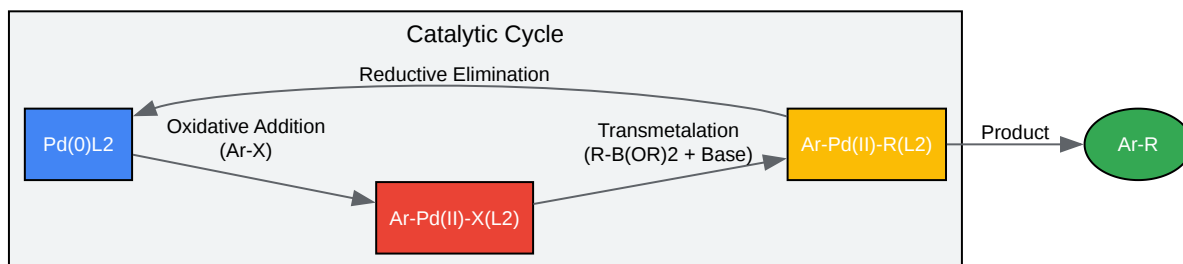 Catalytic Cycle
Reductive Elimination
Pd(0)L2
Oxidative Addition
(Ar-X)
Ar-Pd(II)-X(L2)
Transmetalation
(R-B(OR)2 + Base)
Ar-Pd(II)-R(L2)
Product
Ar-R